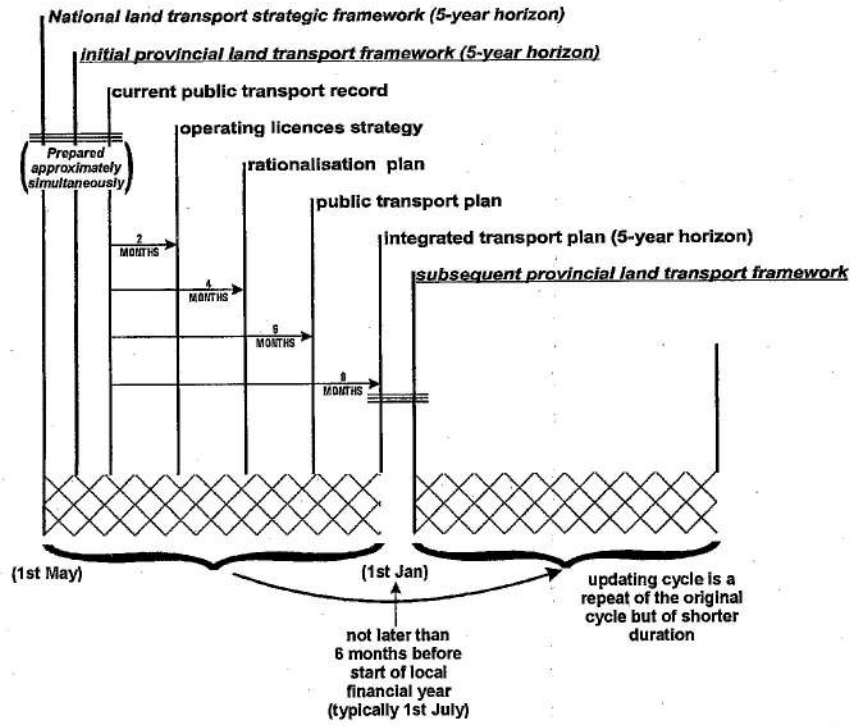 National land transport strategic framework (5-year horizon)
initial provincial land transport framework (5-year horizon)
current public transport record
operating licences strategy
(Prepared
approximately
simultaneously)
rationalisation plan
public transport plan
2
MONTHS
integrated transport plan (5-year horizon)
subsequent provincial land transport framework
4
MONTHS
6
MONTHS
8
MONTHS
(1st May)
(1st Jan)
updating cycle is a
repeat of the original
cycle but of shorter
duration
not later than
6 months before
start of local
financial year
(typically 1st July)